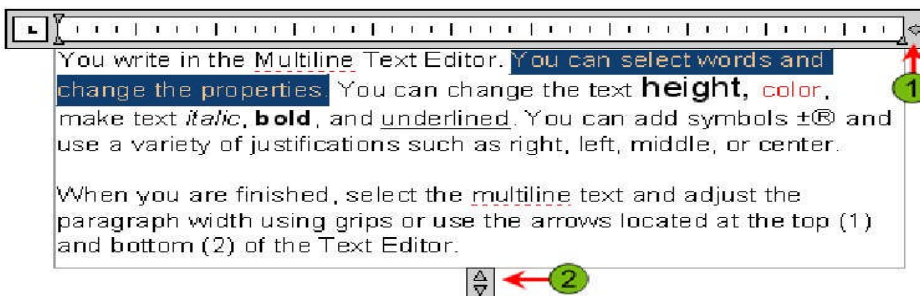 You write in the Multiline Text Editor. You can select words and
change the properties. You can change the text height, color,
1
make text italic, bold, and underlined. You can add symbols ±® and
use a variety of justifications such as right, left, middle, or center.
When you are finished, select the multiline text and adjust the
paragraph width using grips or use the arrows located at the top (1)
and bottom (2) of the Text Editor.
2